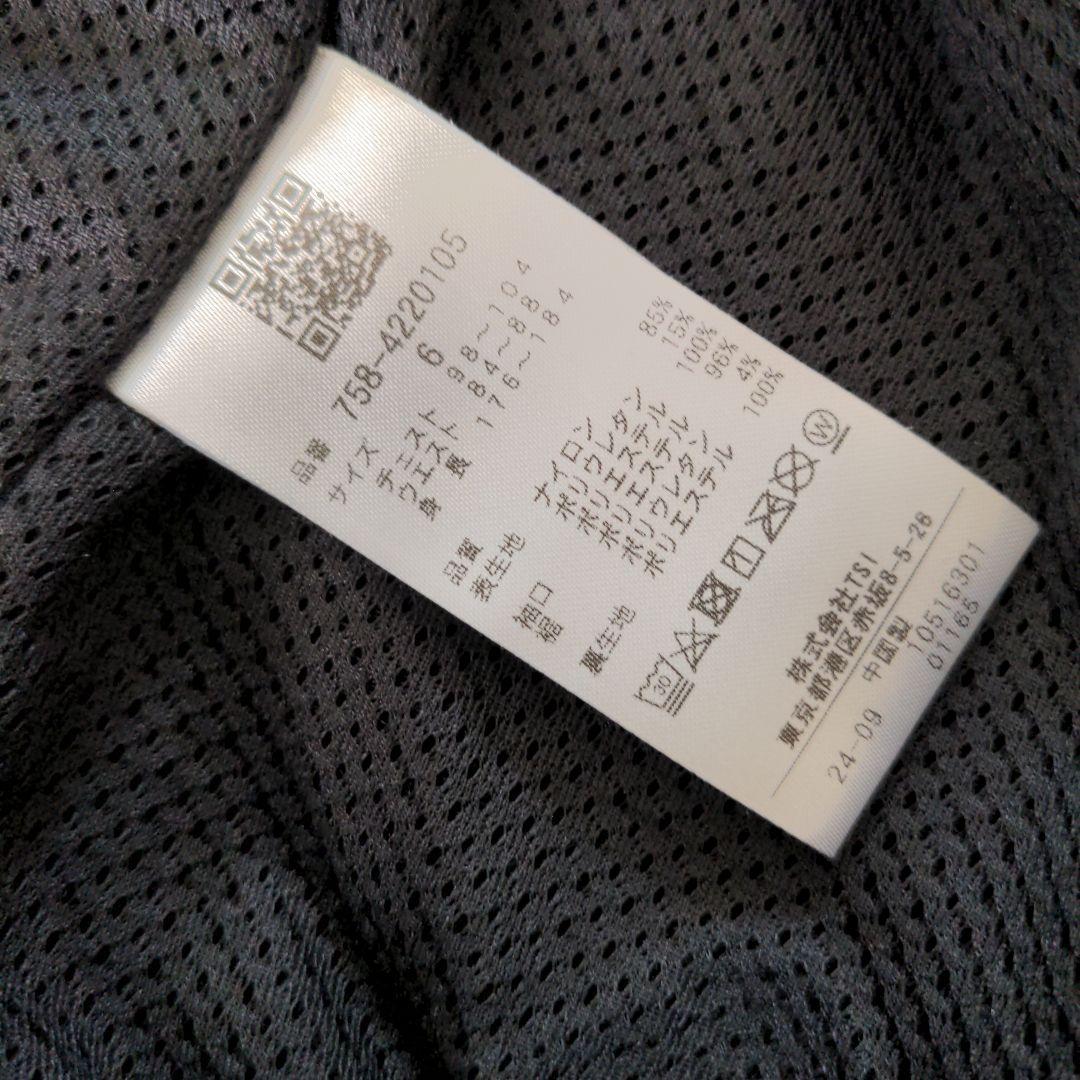 品番 758-4220105
サイズ 6
チェスト 98～104
ウエスト 84～88
身長 176～184
品質
表生地 ナイロン 85%
ポリウレタン 15%
袖口 ポリエステル 100%
裾 ポリエステル 96%
ポリウレタン 4%
裏生地 ポリエステル 100%
30
W
株式会社TSI
東京都港区赤坂8-5-28
24-09 中国製 10516301
01165